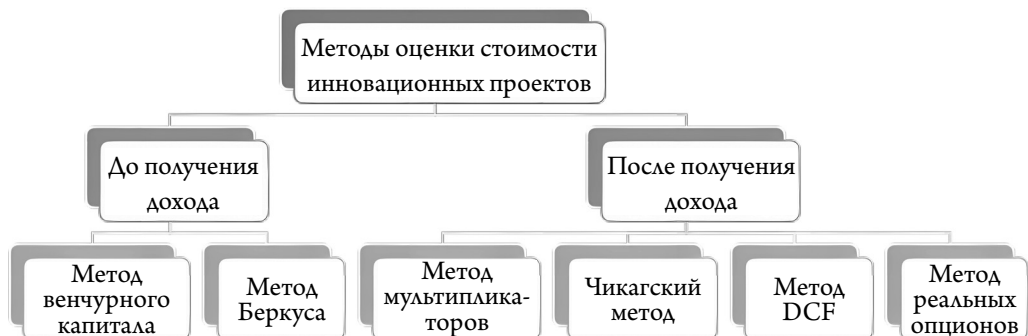 Методы оценки стоимости
инновационных проектов
До получения
дохода
После получения
дохода
Метод
венчурного
капитала
Метод
Беркуса
Метод
мультиплика-
торов
Чикагский
метод
Метод
DCF
Метод
реальных
опционов